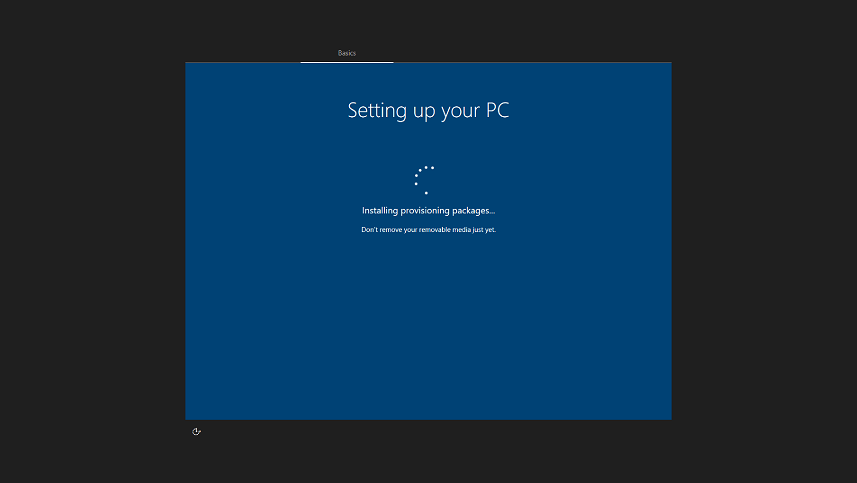 Basics
Setting up your PC
Installing provisioning packages...
Don't remove your removable media just yet.